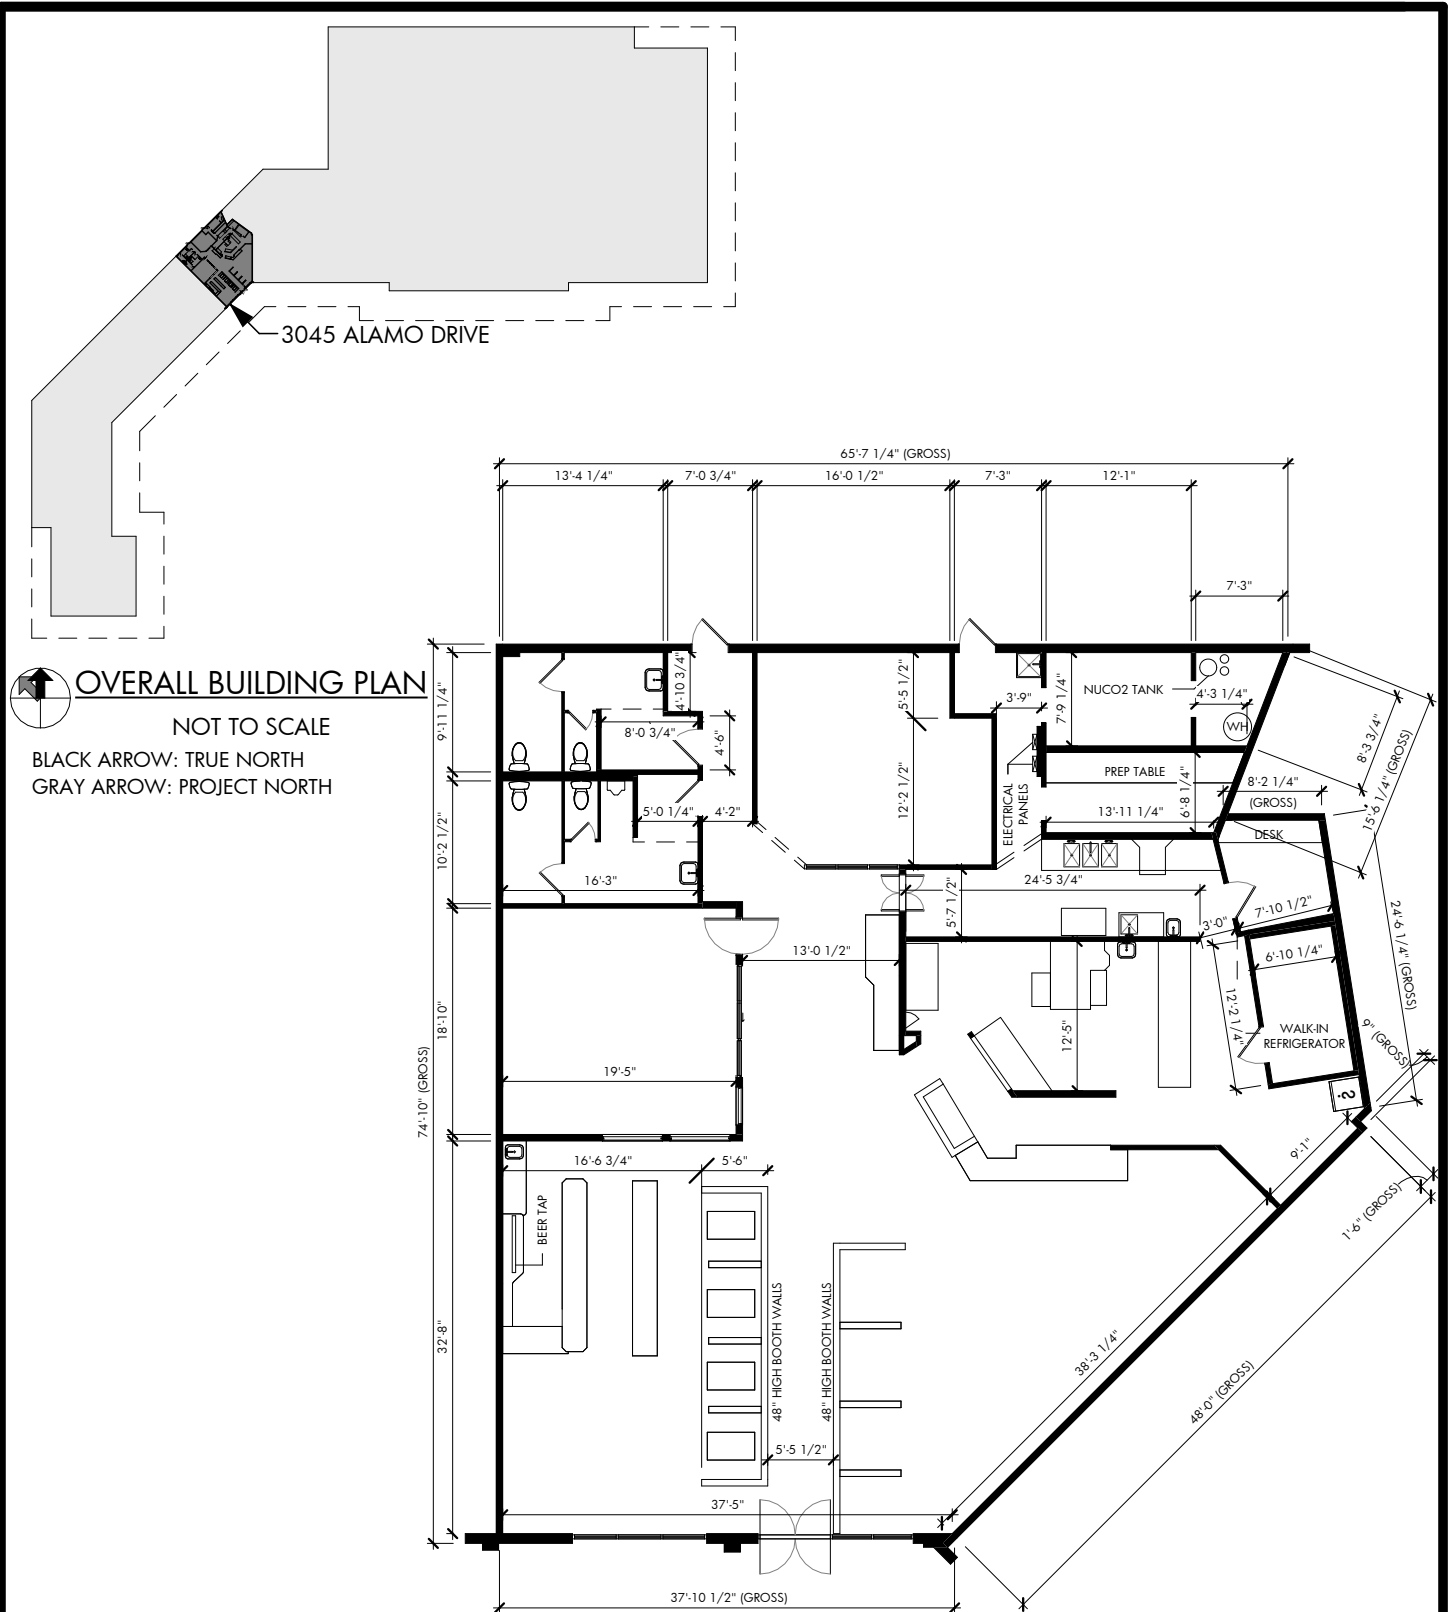 3045 ALAMO DRIVE
OVERALL BUILDING PLAN
NOT TO SCALE
BLACK ARROW: TRUE NORTH
GRAY ARROW: PROJECT NORTH
65'-7 1/4" (GROSS)
13'-4 1/4"
7'-0 3/4"
16'-0 1/2"
7'-3"
12'-1"
7'-3"
74'-10" (GROSS)
9'-11 1/4"
10'-2 1/2"
18'-10"
32'-8"
4'-10 3/4"
8'-0 3/4"
4'-6"
5'-0 1/4"
4'-2"
16'-3"
5'-5 1/2"
12'-2 1/2"
3'-9"
7'-9 1/4"
NUCO2 TANK
4'-3 1/4"
WH
ELECTRICAL
PANELS
PREP TABLE
6'-8 1/4"
13'-11 1/4"
8'-2 1/4"
(GROSS)
DESK
8'-3 3/4"
15'-6 1/4" (GROSS)
24'-5 3/4"
5'-7 1/2"
3'-0"
7'-10 1/2"
6'-10 1/4"
24'-6 1/4" (GROSS)
12'-2 1/4"
WALK-IN
REFRIGERATOR
9" (GROSS)
?
13'-0 1/2"
12'-5"
19'-5"
16'-6 3/4"
5'-6"
BEER TAP
48" HIGH BOOTH WALLS
48" HIGH BOOTH WALLS
5'-5 1/2"
9'-1"
1'-6" (GROSS)
38'-3 1/4"
48'-0" (GROSS)
37'-5"
37'-10 1/2" (GROSS)